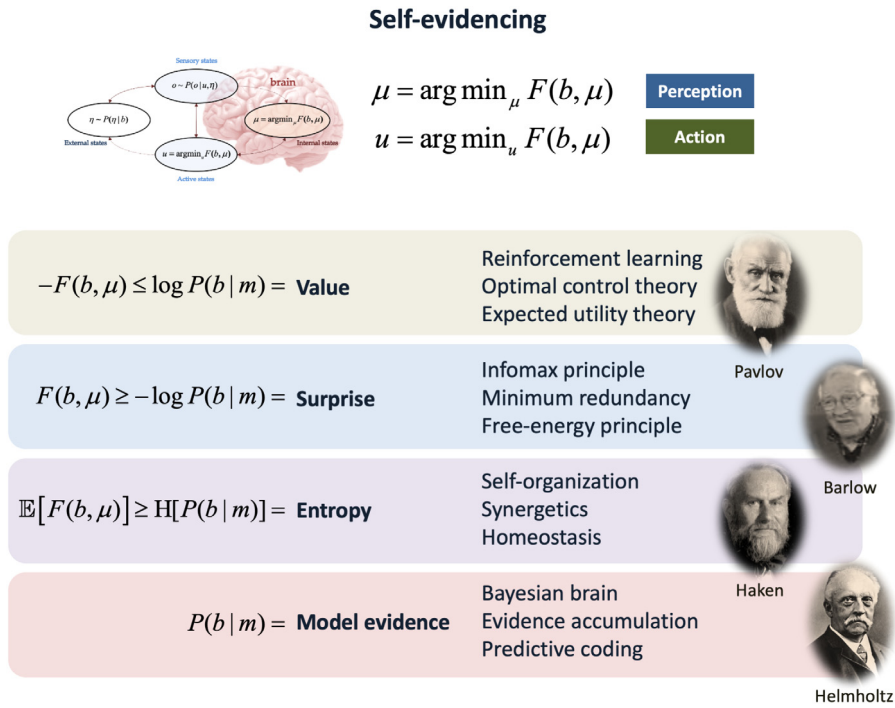 Self-evidencing
Sensory states
o ~ P(o | u, η)
brain
η ~ P(η | b)
μ = argmin_μ F(b, μ)
External states
Internal states
u = argmin_u F(b, μ)
Active states
μ = arg min_μ F(b, μ)
Perception
u = arg min_u F(b, μ)
Action
−F(b, μ) ≤ log P(b | m) = Value
Reinforcement learning
Optimal control theory
Expected utility theory
Pavlov
F(b, μ) ≥ −log P(b | m) = Surprise
Infomax principle
Minimum redundancy
Free-energy principle
Barlow
𝔼[F(b, μ)] ≥ H[P(b | m)] = Entropy
Self-organization
Synergetics
Homeostasis
Haken
P(b | m) = Model evidence
Bayesian brain
Evidence accumulation
Predictive coding
Helmholtz